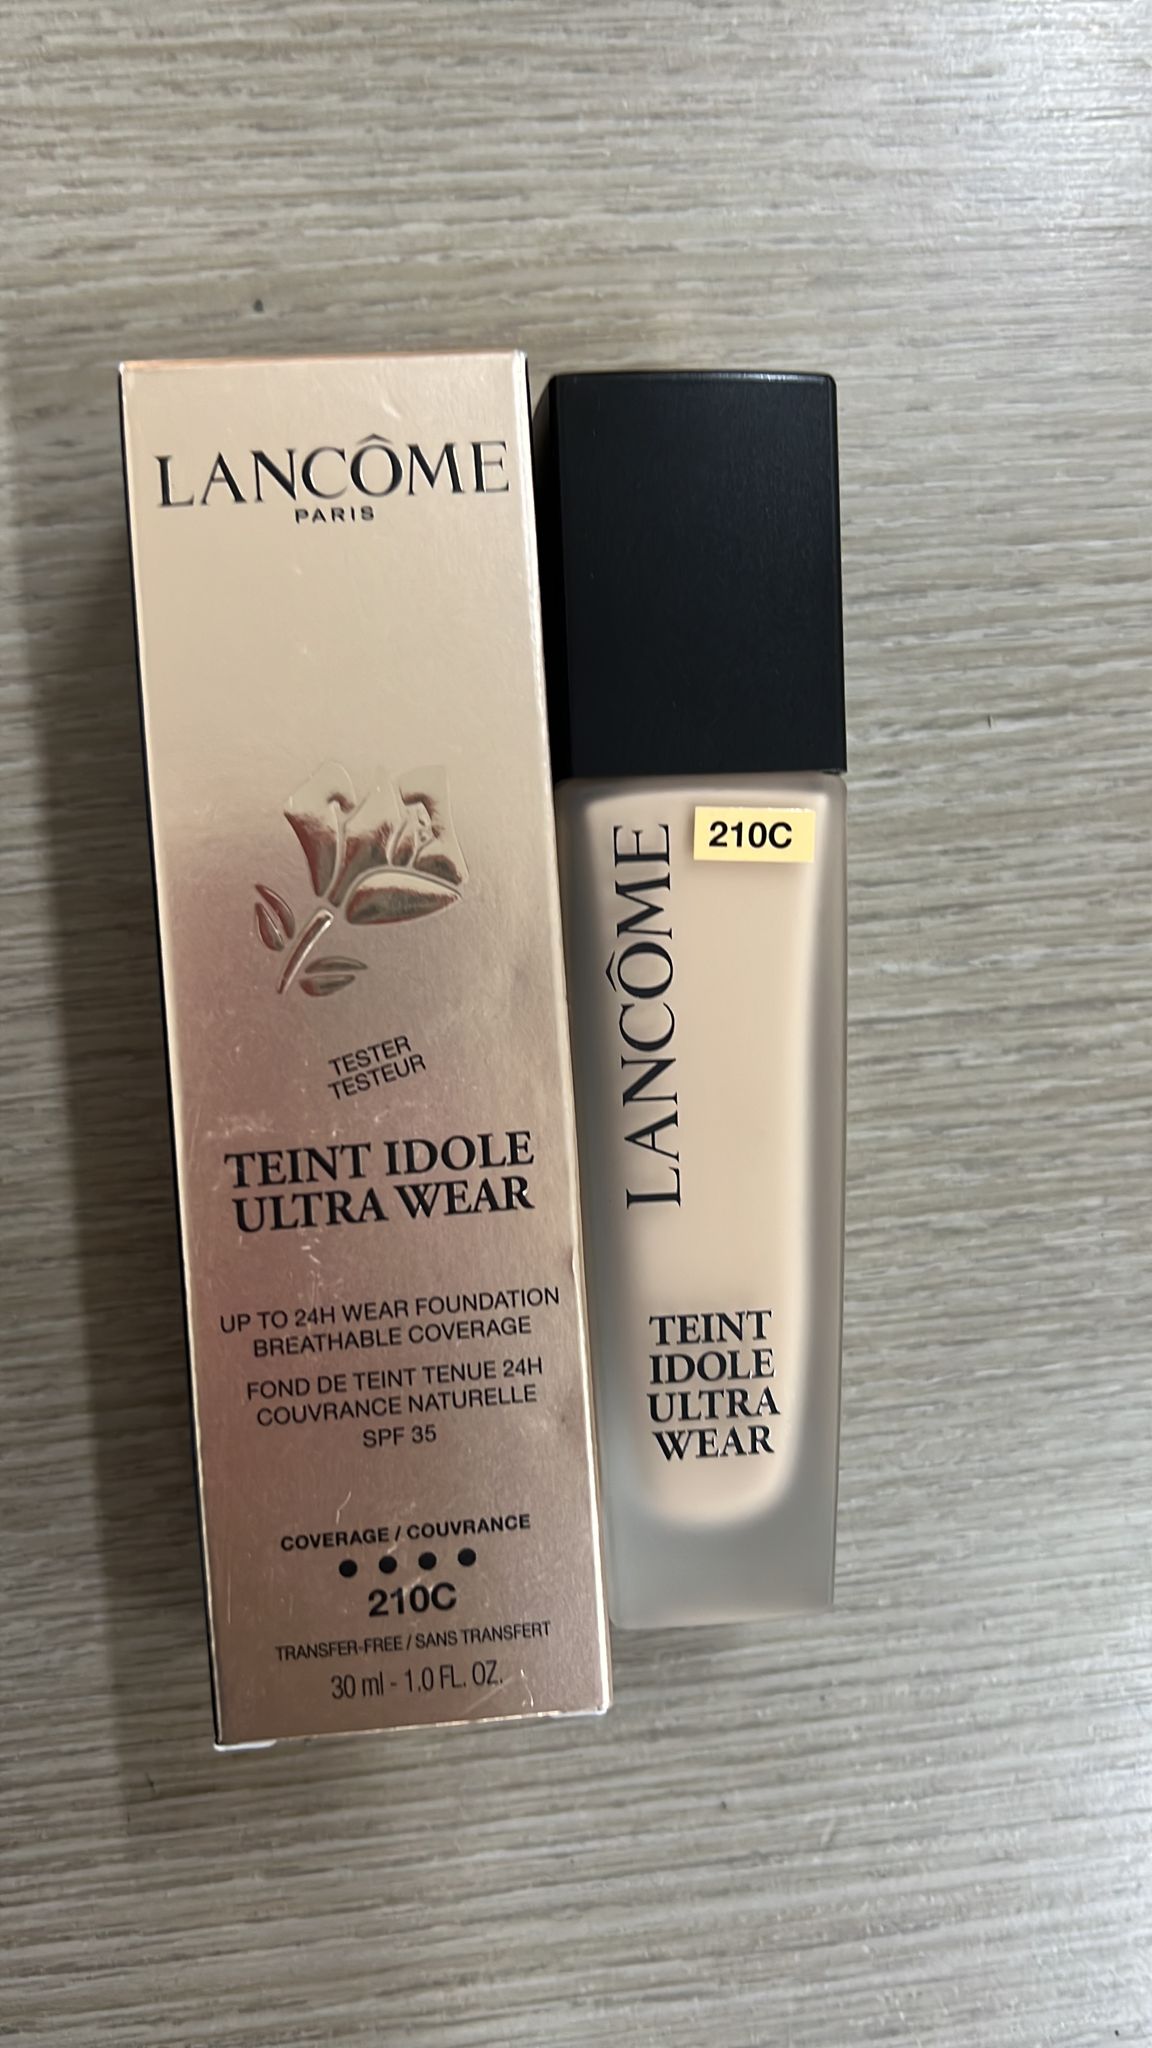 LANCÔME
PARIS
TESTER
TESTEUR
TEINT IDOLE
ULTRA WEAR
UP TO 24H WEAR FOUNDATION
BREATHABLE COVERAGE
FOND DE TEINT TENUE 24H
COUVRANCE NATURELLE
SPF 35
COVERAGE / COUVRANCE
210C
TRANSFER-FREE / SANS TRANSFERT
30 ml - 1.0 FL. OZ.
210C
LANCÔME
TEINT
IDOLE
ULTRA
WEAR